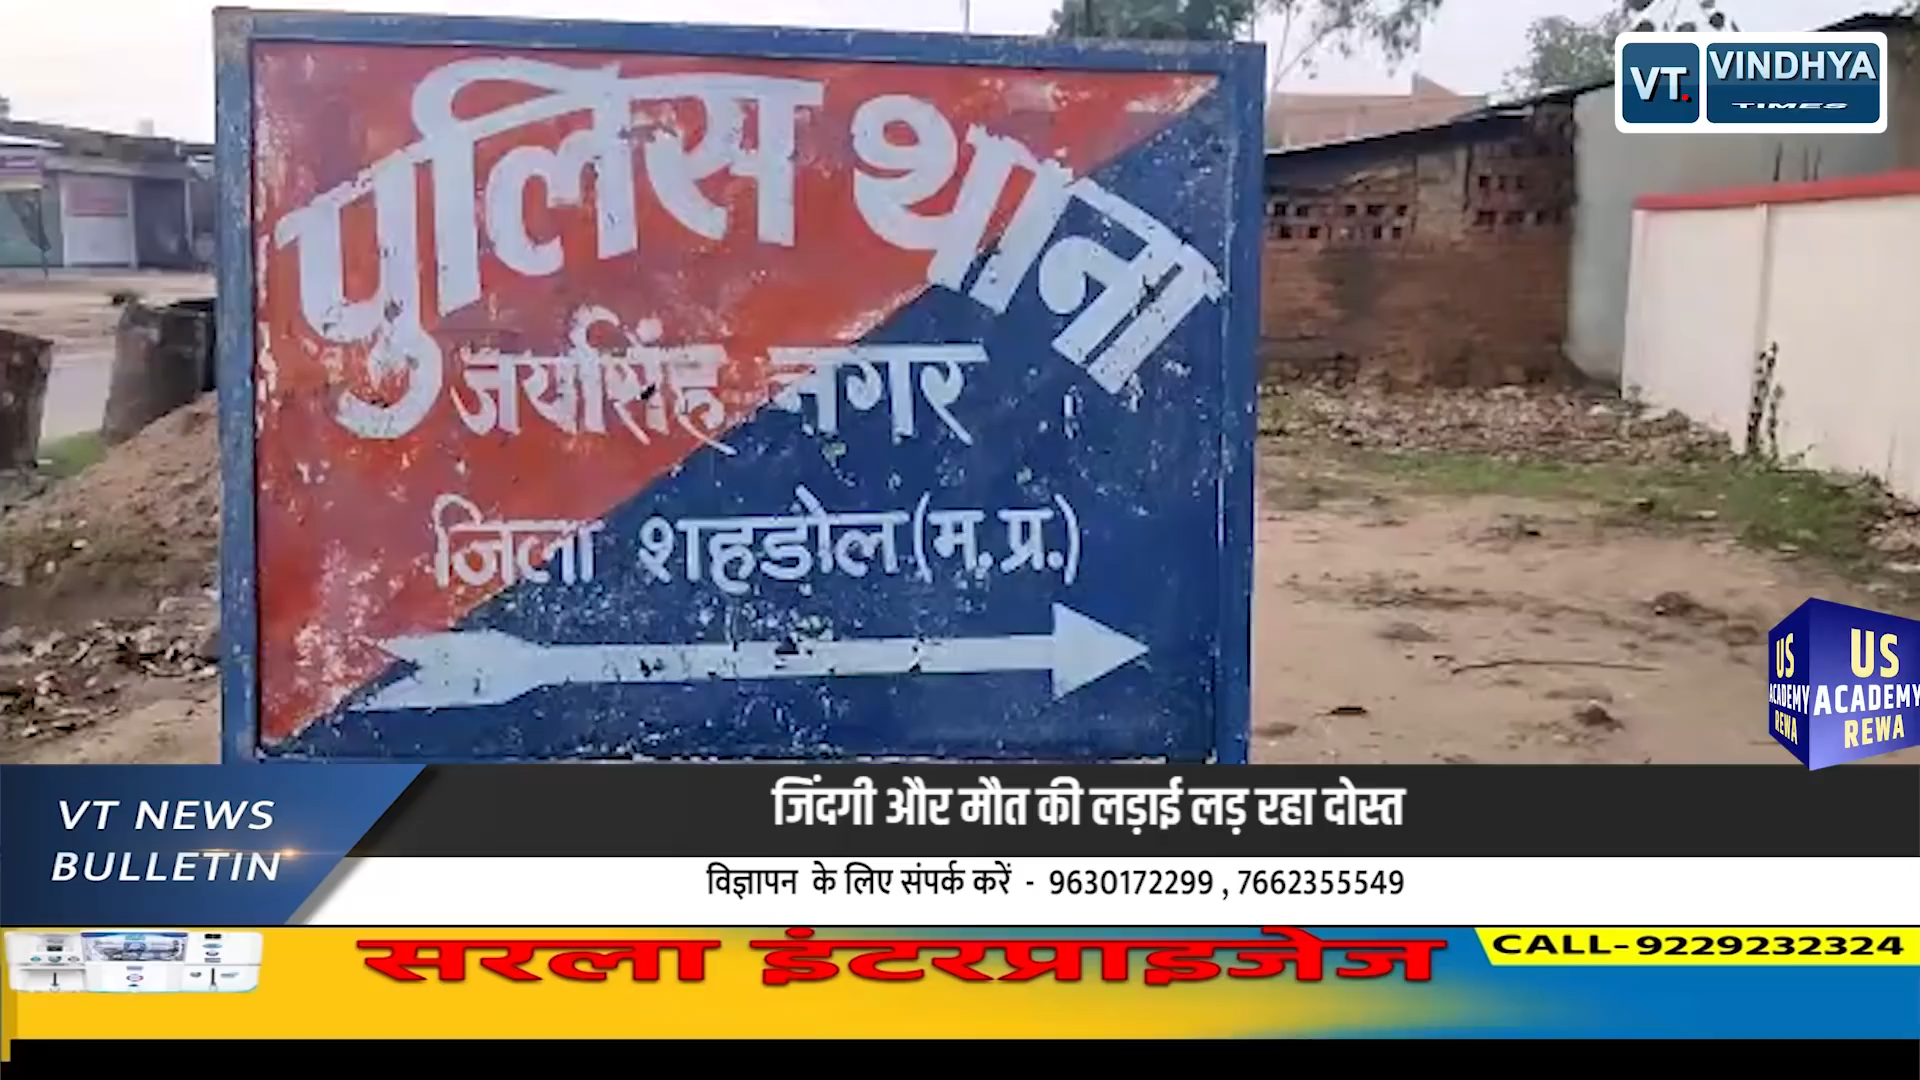 पुलिस थाना
जयसिंह नगर
जिला शहडोल (म.प्र.)
VT.
VINDHYA
TIMES
US
ACADEMY
REWA
US
ACADEMY
REWA
VT NEWS
BULLETIN
जिंदगी और मौत की लड़ाई लड़ रहा दोस्त
विज्ञापन के लिए संपर्क करें - 9630172299 , 7662355549
सरला इंटरप्राइजेज
CALL-9229232324